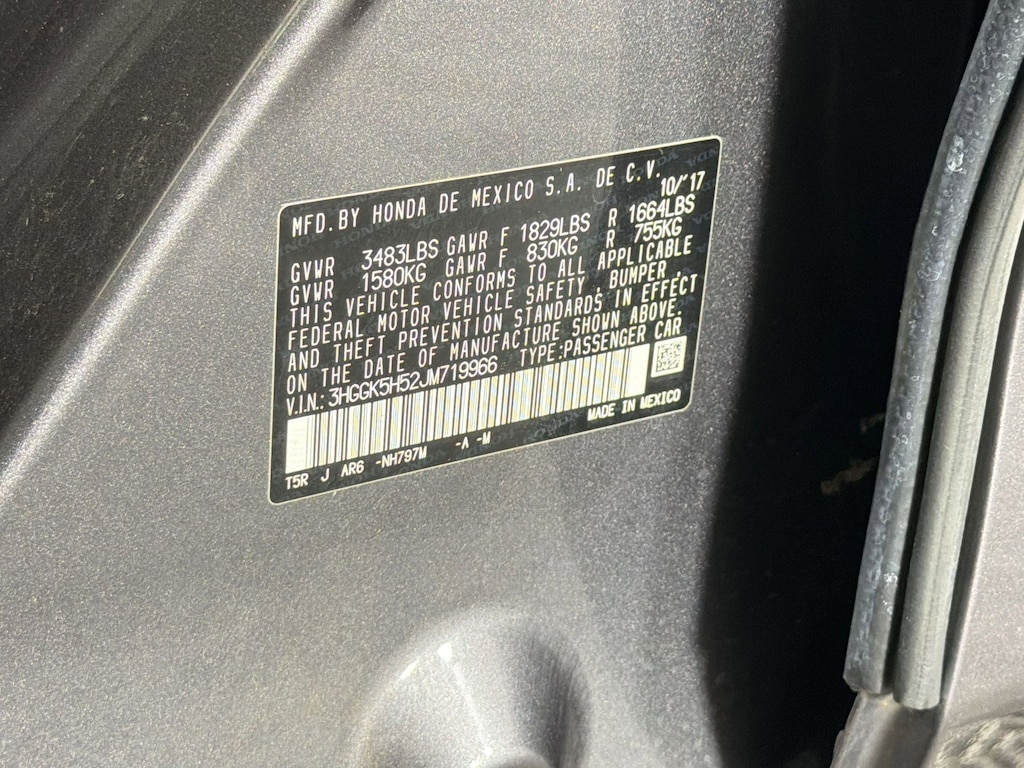 MFD. BY HONDA DE MEXICO S.A. DE C.V.
10/'17
GVWR 3483LBS GAWR F 1829LBS R 1664LBS
GVWR 1580KG GAWR F 830KG R 755KG
THIS VEHICLE CONFORMS TO ALL APPLICABLE
FEDERAL MOTOR VEHICLE SAFETY, BUMPER,
AND THEFT PREVENTION STANDARDS IN EFFECT
ON THE DATE OF MANUFACTURE SHOWN ABOVE.
V.I.N.: 3HGGK5H52JM719966 TYPE:PASSENGER CAR
MADE IN MEXICO
T5R J AR6 -NH797M -A -M